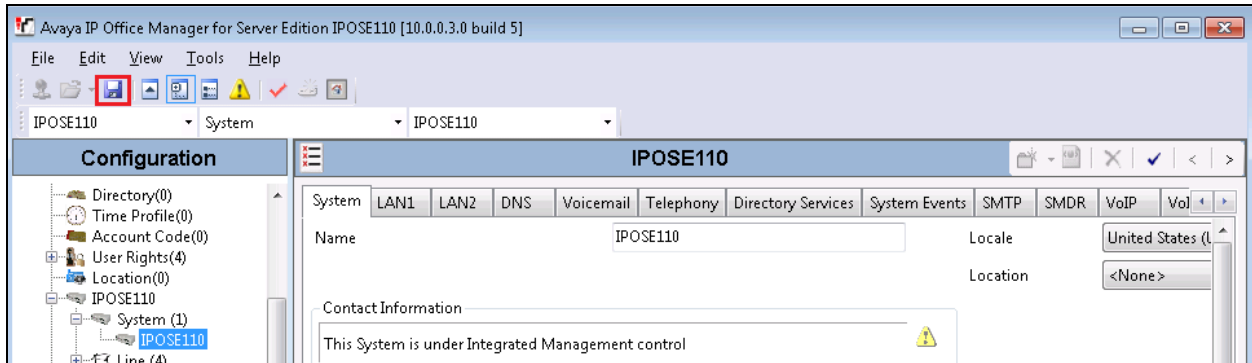 Avaya IP Office Manager for Server Edition IPOSE110 [10.0.0.3.0 build 5]
File Edit View Tools Help
IPOSE110 System IPOSE110
Configuration
IPOSE110
Directory(0)
Time Profile(0)
Account Code(0)
User Rights(4)
Location(0)
IPOSE110
System (1)
IPOSE110
Line (4)
System LAN1 LAN2 DNS Voicemail Telephony Directory Services System Events SMTP SMDR VoIP VoI
Name IPOSE110 Locale United States (U
Location <None>
Contact Information
This System is under Integrated Management control